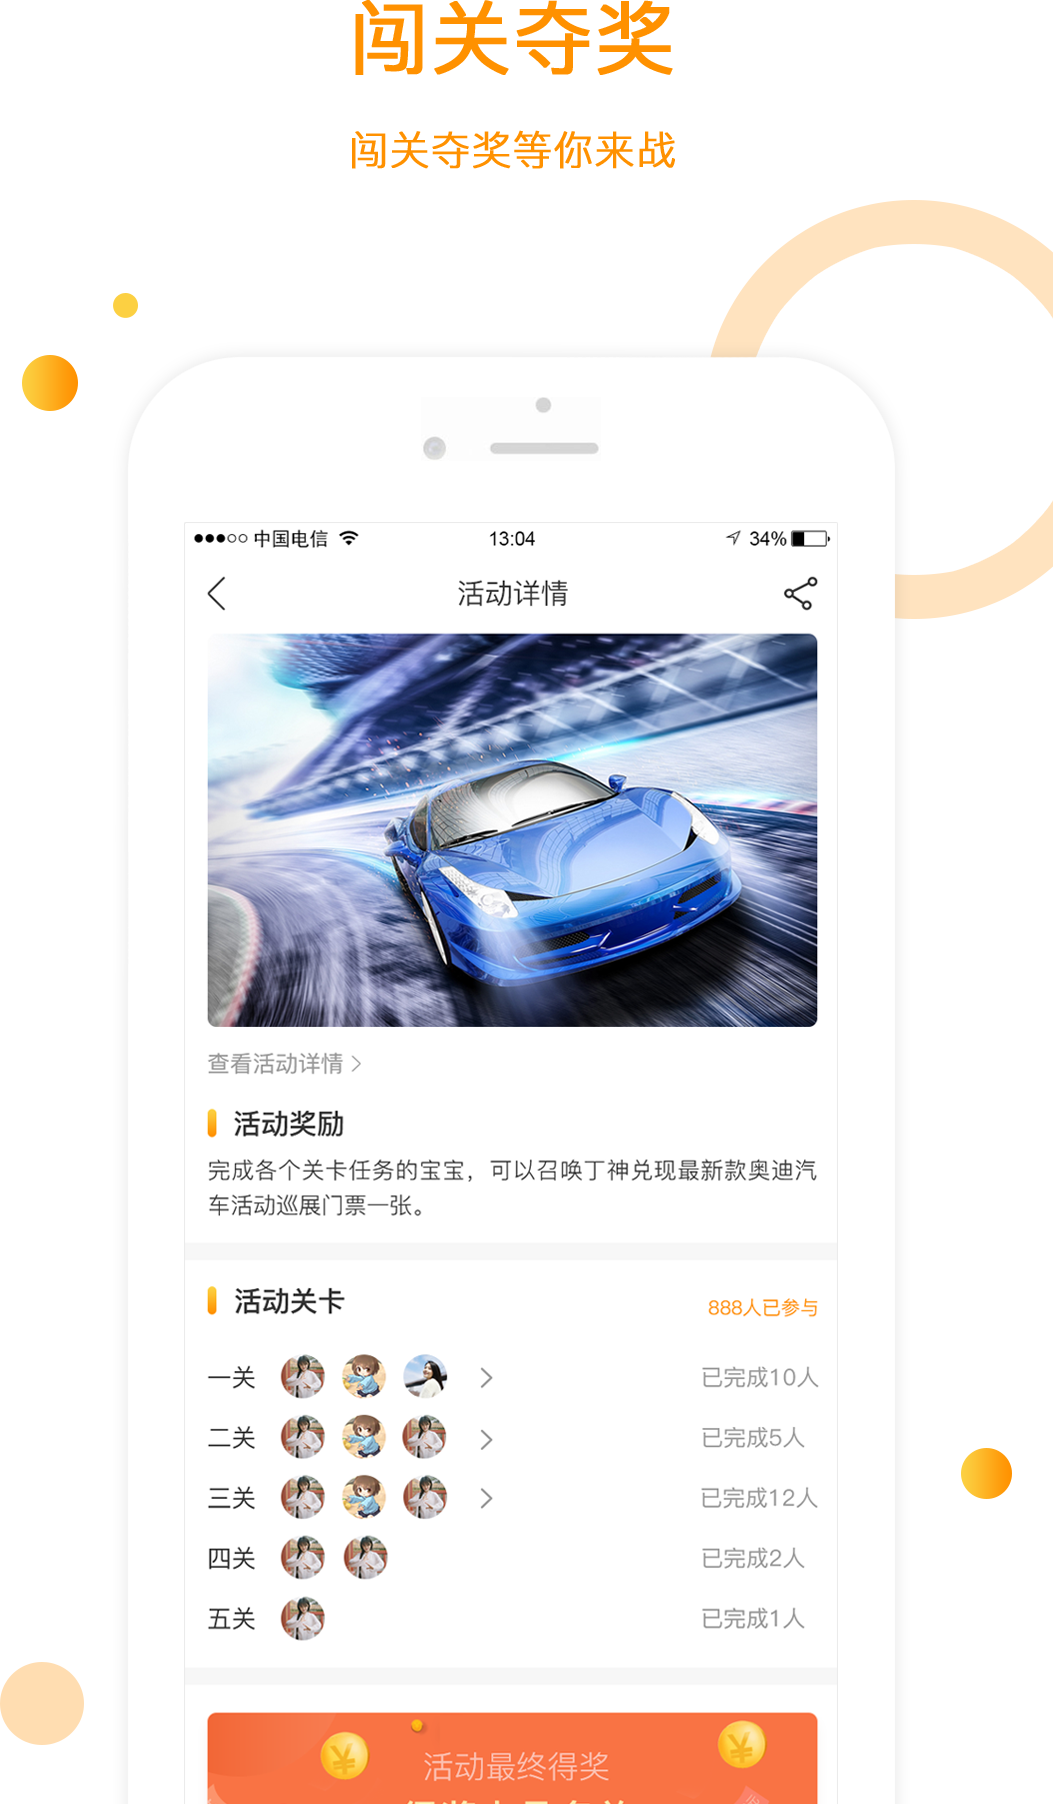 闯关夺奖
闯关夺奖等你来战
中国电信 13:04 34%
活动详情
查看活动详情
活动奖励
完成各个关卡任务的宝宝，可以召唤丁神兑现最新款奥迪汽
车活动巡展门票一张。
活动关卡 888人已参与
一关 已完成10人
二关 已完成5人
三关 已完成12人
四关 已完成2人
五关 已完成1人
活动最终得奖